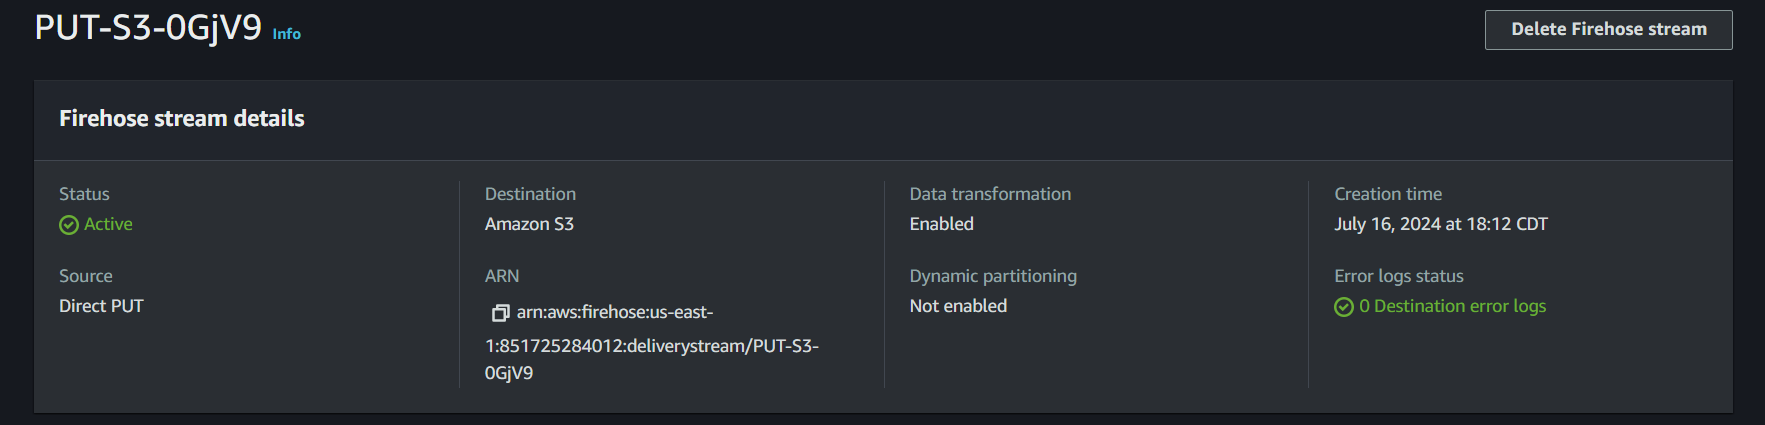 PUT-S3-0GjV9 Info
Delete Firehose stream
Firehose stream details
Status
Active
Source
Direct PUT
Destination
Amazon S3
ARN
arn:aws:firehose:us-east-
1:851725284012:deliverystream/PUT-S3-
0GjV9
Data transformation
Enabled
Dynamic partitioning
Not enabled
Creation time
July 16, 2024 at 18:12 CDT
Error logs status
0 Destination error logs